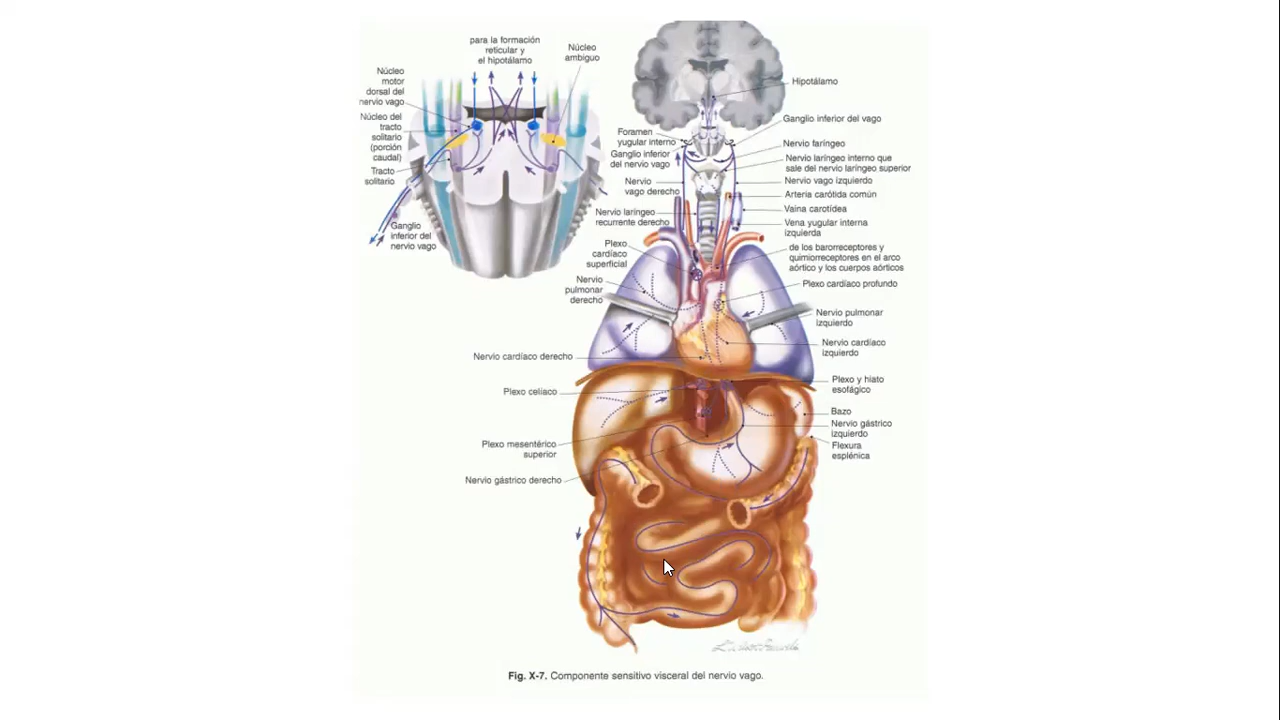 para la formación
reticular y
el hipotálamo
Núcleo
ambiguo
Núcleo
motor
dorsal del
nervio vago
Núcleo del
tracto
solitario
(porción
caudal)
Tracto
solitario
Ganglio
inferior del
nervio vago
Hipotálamo
Ganglio inferior del vago
Foramen
yugular interno
Ganglio inferior
del nervio vago
Nervio
vago derecho
Nervio laríngeo
recurrente derecho
Plexo
cardíaco
superficial
Nervio
pulmonar
derecho
Nervio faríngeo
Nervio laríngeo interno que
sale del nervio laríngeo superior
Nervio vago izquierdo
Arteria carótida común
Vaina carotídea
Vena yugular interna
izquierda
de los barorreceptores y
quimiorreceptores en el arco
aórtico y los cuerpos aórticos
Plexo cardíaco profundo
Nervio pulmonar
izquierdo
Nervio cardíaco
izquierdo
Nervio cardíaco derecho
Plexo celíaco
Plexo mesentérico
superior
Nervio gástrico derecho
Plexo y hiato
esofágico
Bazo
Nervio gástrico
izquierdo
Flexura
esplénica
Fig. X-7. Componente sensitivo visceral del nervio vago.